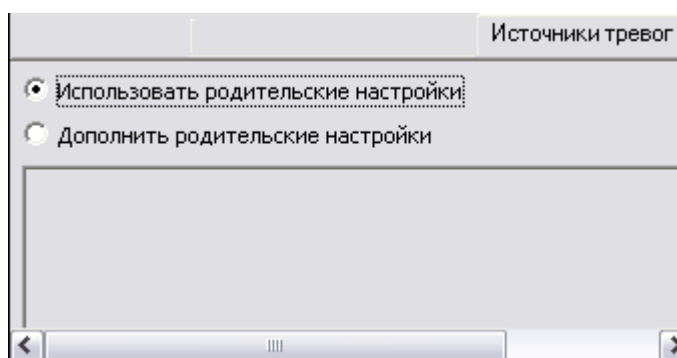 Источники тревог
Использовать родительские настройки
Дополнить родительские настройки